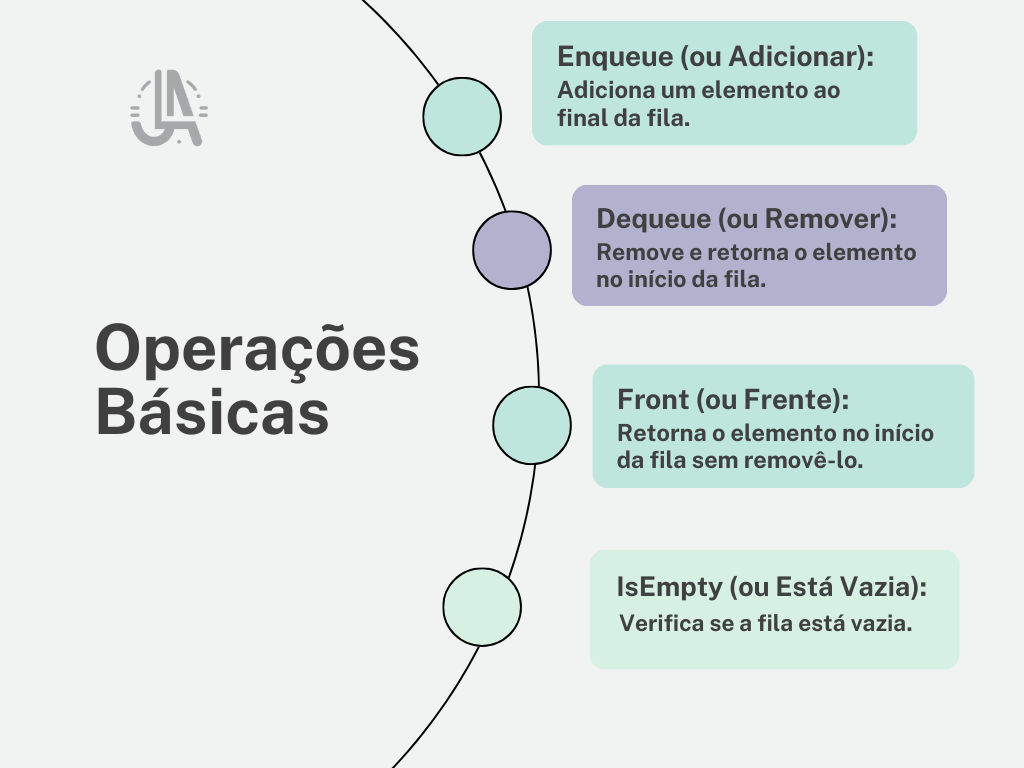 Enqueue (ou Adicionar):
Adiciona um elemento ao
final da fila.
Dequeue (ou Remover):
Remove e retorna o elemento
no início da fila.
Operações
Básicas
Front (ou Frente):
Retorna o elemento no início
da fila sem removê-lo.
IsEmpty (ou Está Vazia):
Verifica se a fila está vazia.